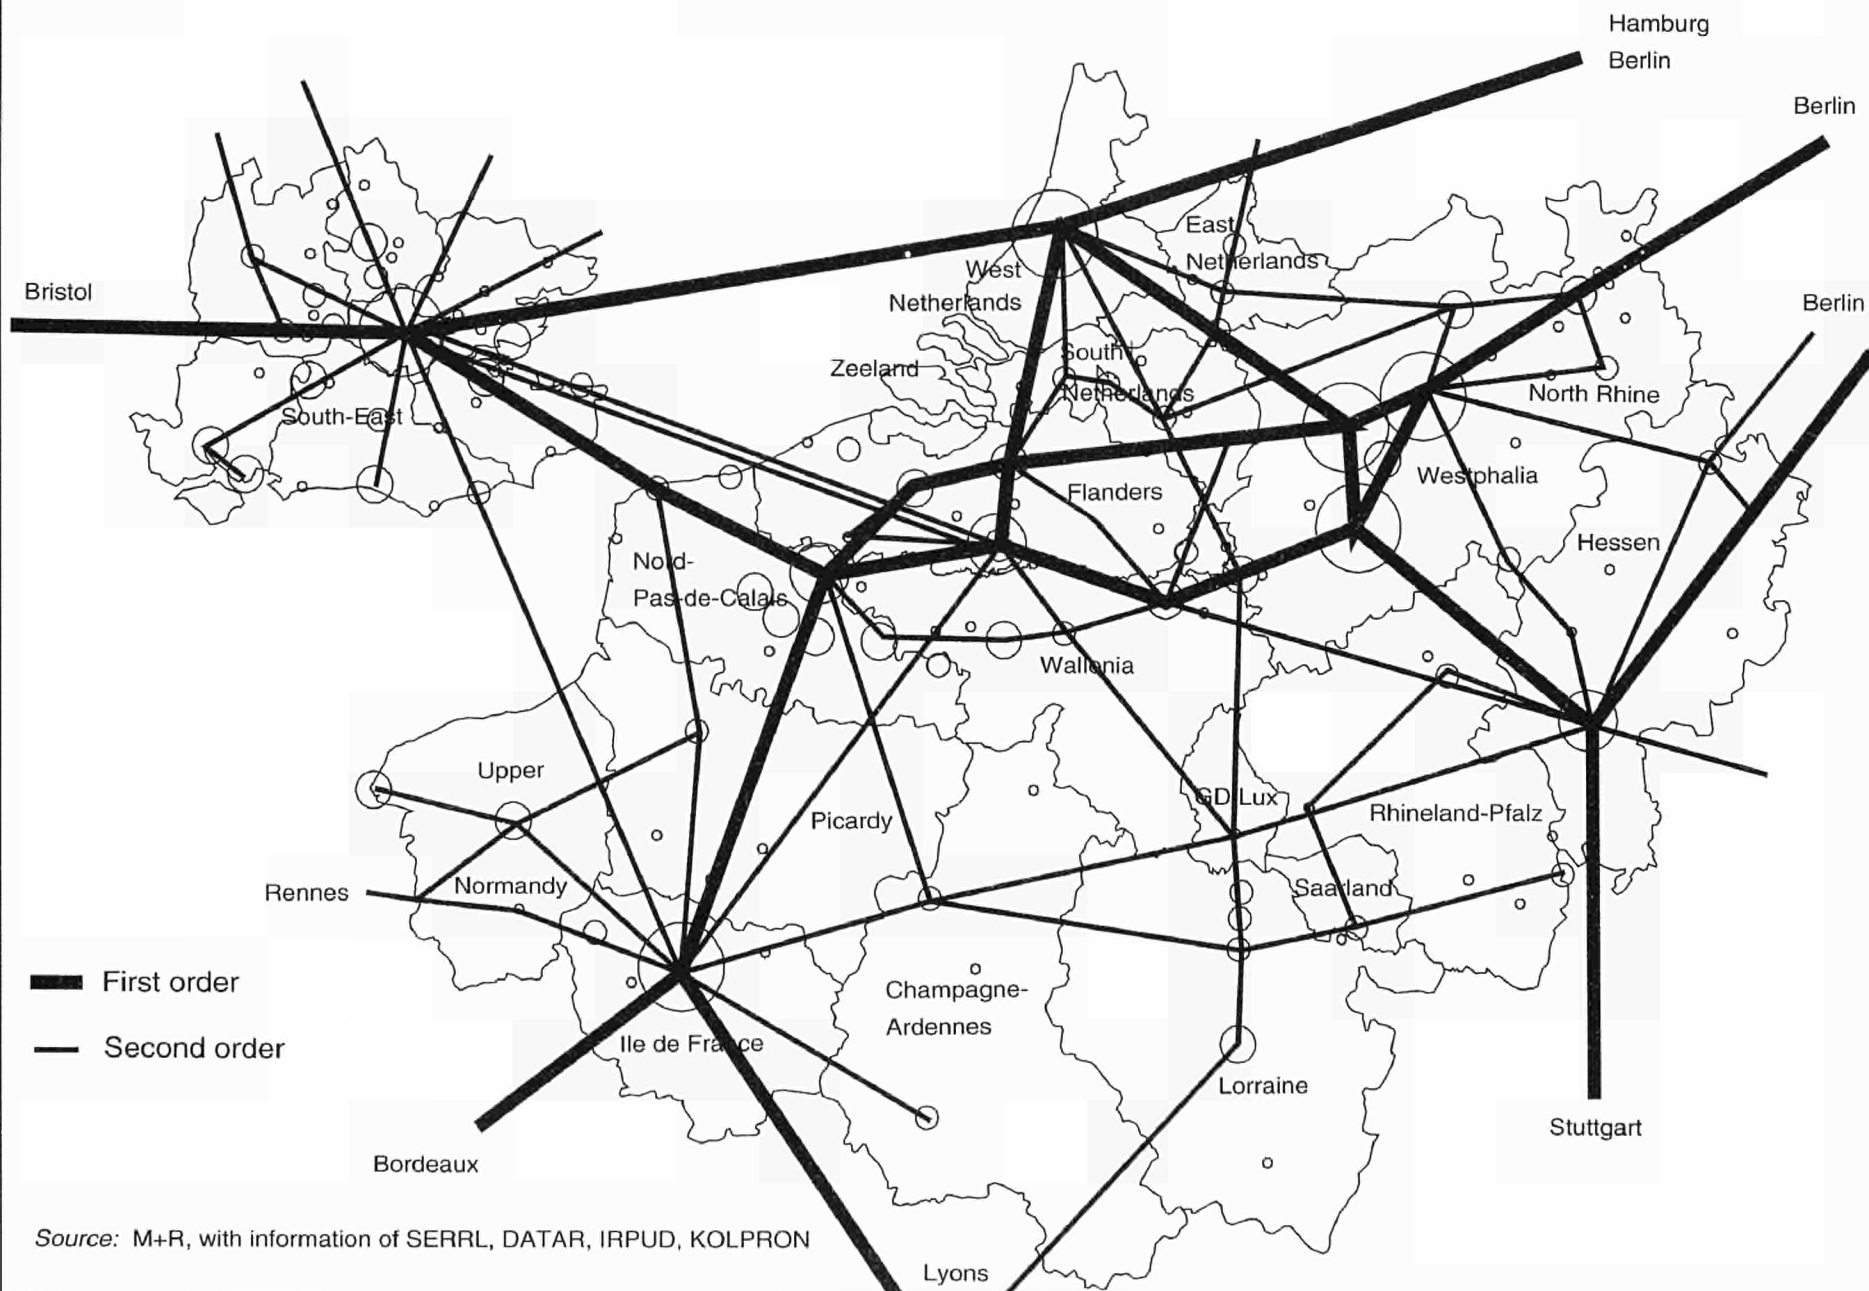 Hamburg
Berlin
Berlin
East
Netherlands
West
Netherlands
Bristol
Berlin
South
N.
Netherlands
Zeeland
North Rhine
South-East
Westphalia
Flanders
Hessen
Nord-
Pas-de-Calais
Wallonia
Upper
GD Lux
Picardy
Rhineland-Pfalz
Rennes
Normandy
Saarland
First order
Champagne-
Ardennes
Second order
Ile de France
Lorraine
Stuttgart
Bordeaux
Source: M+R, with information of SERRL, DATAR, IRPUD, KOLPRON
Lyons